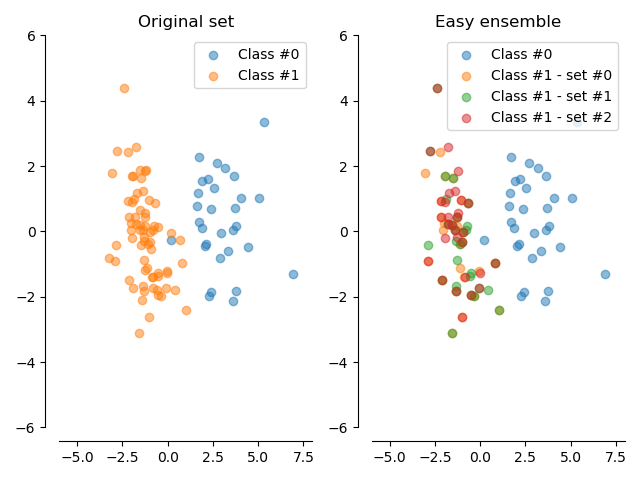 Original set
Easy ensemble
6
4
2
0
−2
−4
−6
−5.0 −2.5 0.0 2.5 5.0 7.5
Class #0
Class #1
6
4
2
0
−2
−4
−6
−5.0 −2.5 0.0 2.5 5.0 7.5
Class #0
Class #1 - set #0
Class #1 - set #1
Class #1 - set #2